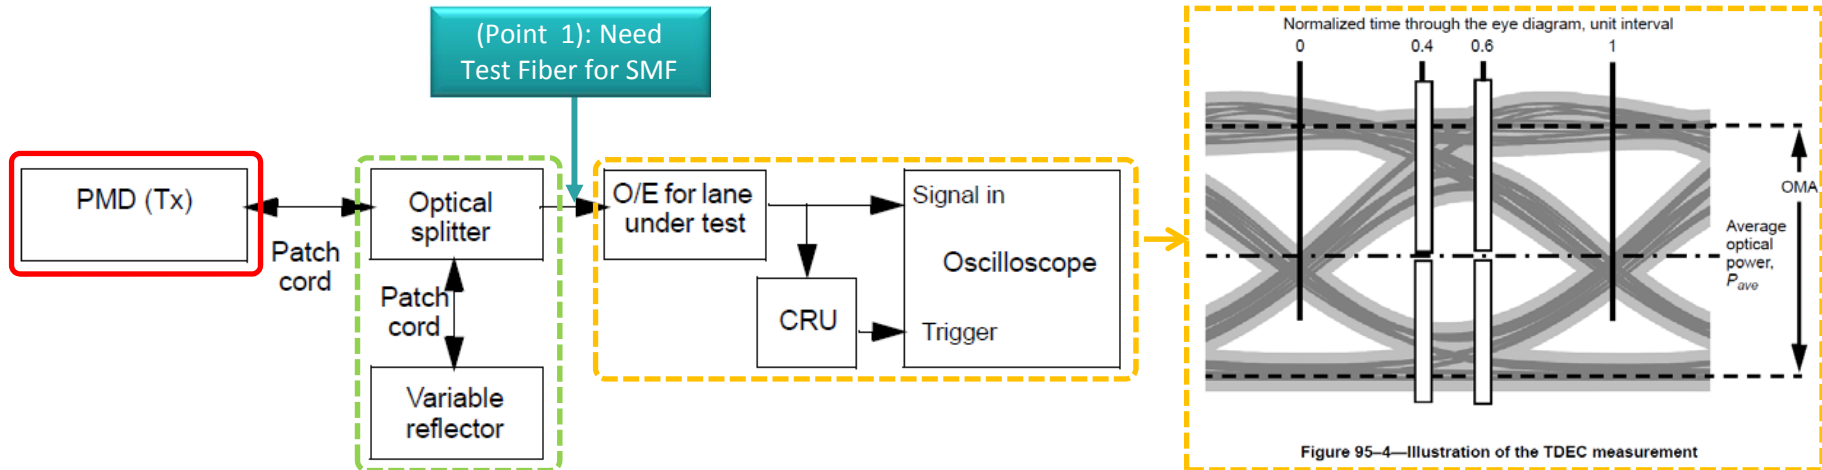 (Point 1): Need
Test Fiber for SMF
PMD (Tx)
Patch
cord
Optical
splitter
Patch
cord
Variable
reflector
O/E for lane
under test
CRU
Signal in
Oscilloscope
Trigger
Normalized time through the eye diagram, unit interval
0 0.4 0.6 1
OMA
Average
optical
power,
Pave
Figure 95–4—Illustration of the TDEC measurement